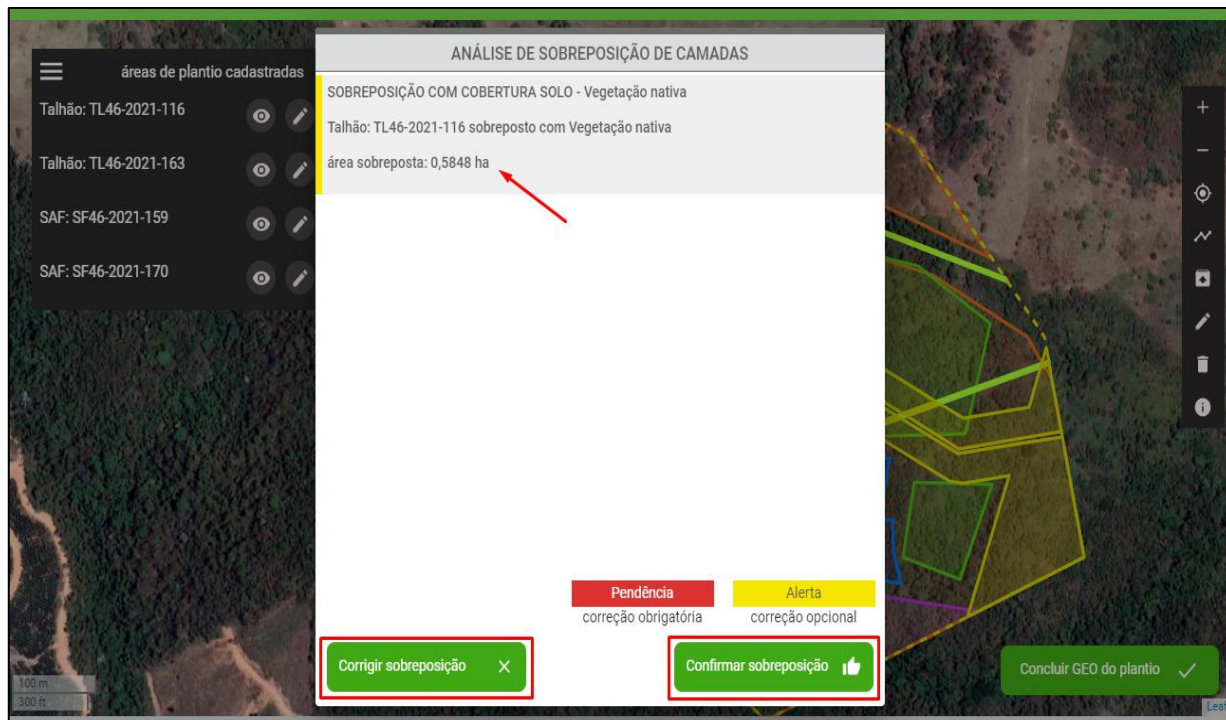 ANÁLISE DE SOBREPOSIÇÃO DE CAMADAS
áreas de plantio cadastradas
Talhão: TL46-2021-116
Talhão: TL46-2021-163
SAF: SF46-2021-159
SAF: SF46-2021-170
SOBREPOSIÇÃO COM COBERTURA SOLO - Vegetação nativa
Talhão: TL46-2021-116 sobreposto com Vegetação nativa
área sobreposta: 0,5848 ha
Pendência
correção obrigatória
Alerta
correção opcional
Corrigir sobreposição
Confirmar sobreposição
Concluir GEO do plantio
100 m
300 ft